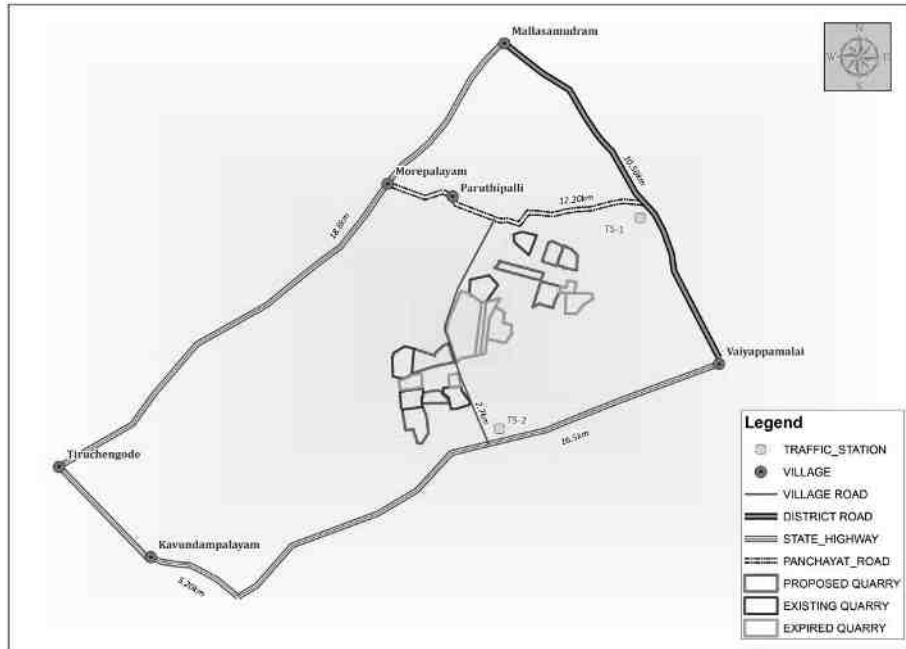 Mallasamudram
N
W
E
S
Morepalayam
Paruthipalli
10.50km
12.20km
18.8km
TS-1
Vaiyappamalai
2.7km
TS-2
16.5km
Tiruchengode
Kavundampalayam
5.20km
Legend
TRAFFIC_STATION
VILLAGE
VILLAGE ROAD
DISTRICT ROAD
STATE_HIGHWAY
PANCHAYAT_ROAD
PROPOSED QUARRY
EXISTING QUARRY
EXPIRED QUARRY